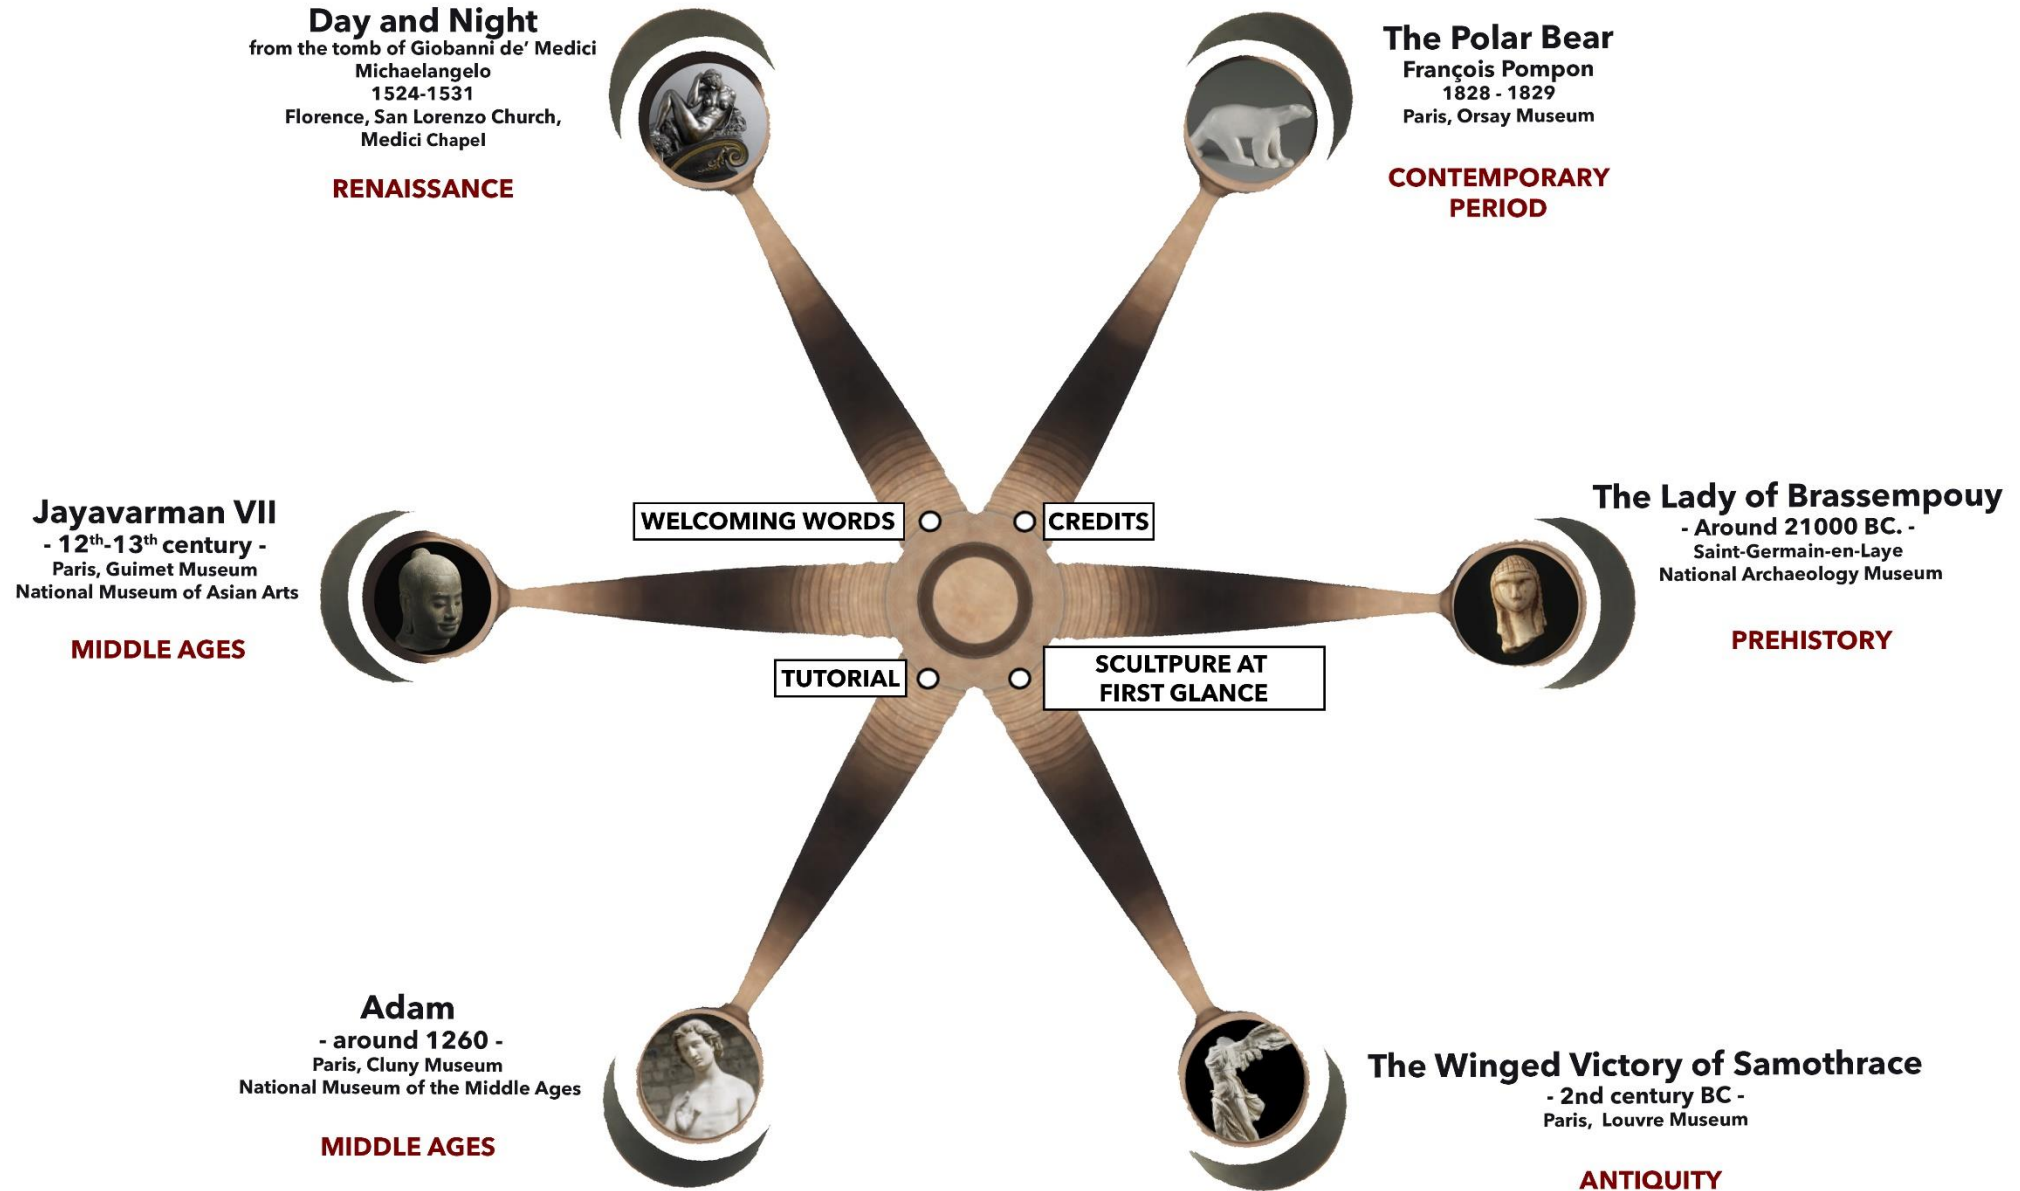 Day and Night
from the tomb of Giobanni de’ Medici
Michaelangelo
1524-1531
Florence, San Lorenzo Church,
Medici Chapel
RENAISSANCE
The Polar Bear
François Pompon
1828 - 1829
Paris, Orsay Museum
CONTEMPORARY
PERIOD
Jayavarman VII
- 12th-13th century -
Paris, Guimet Museum
National Museum of Asian Arts
MIDDLE AGES
WELCOMING WORDS
CREDITS
The Lady of Brassempouy
- Around 21000 BC. -
Saint-Germain-en-Laye
National Archaeology Museum
PREHISTORY
TUTORIAL
SCULTPURE AT
FIRST GLANCE
Adam
- around 1260 -
Paris, Cluny Museum
National Museum of the Middle Ages
MIDDLE AGES
The Winged Victory of Samothrace
- 2nd century BC -
Paris, Louvre Museum
ANTIQUITY